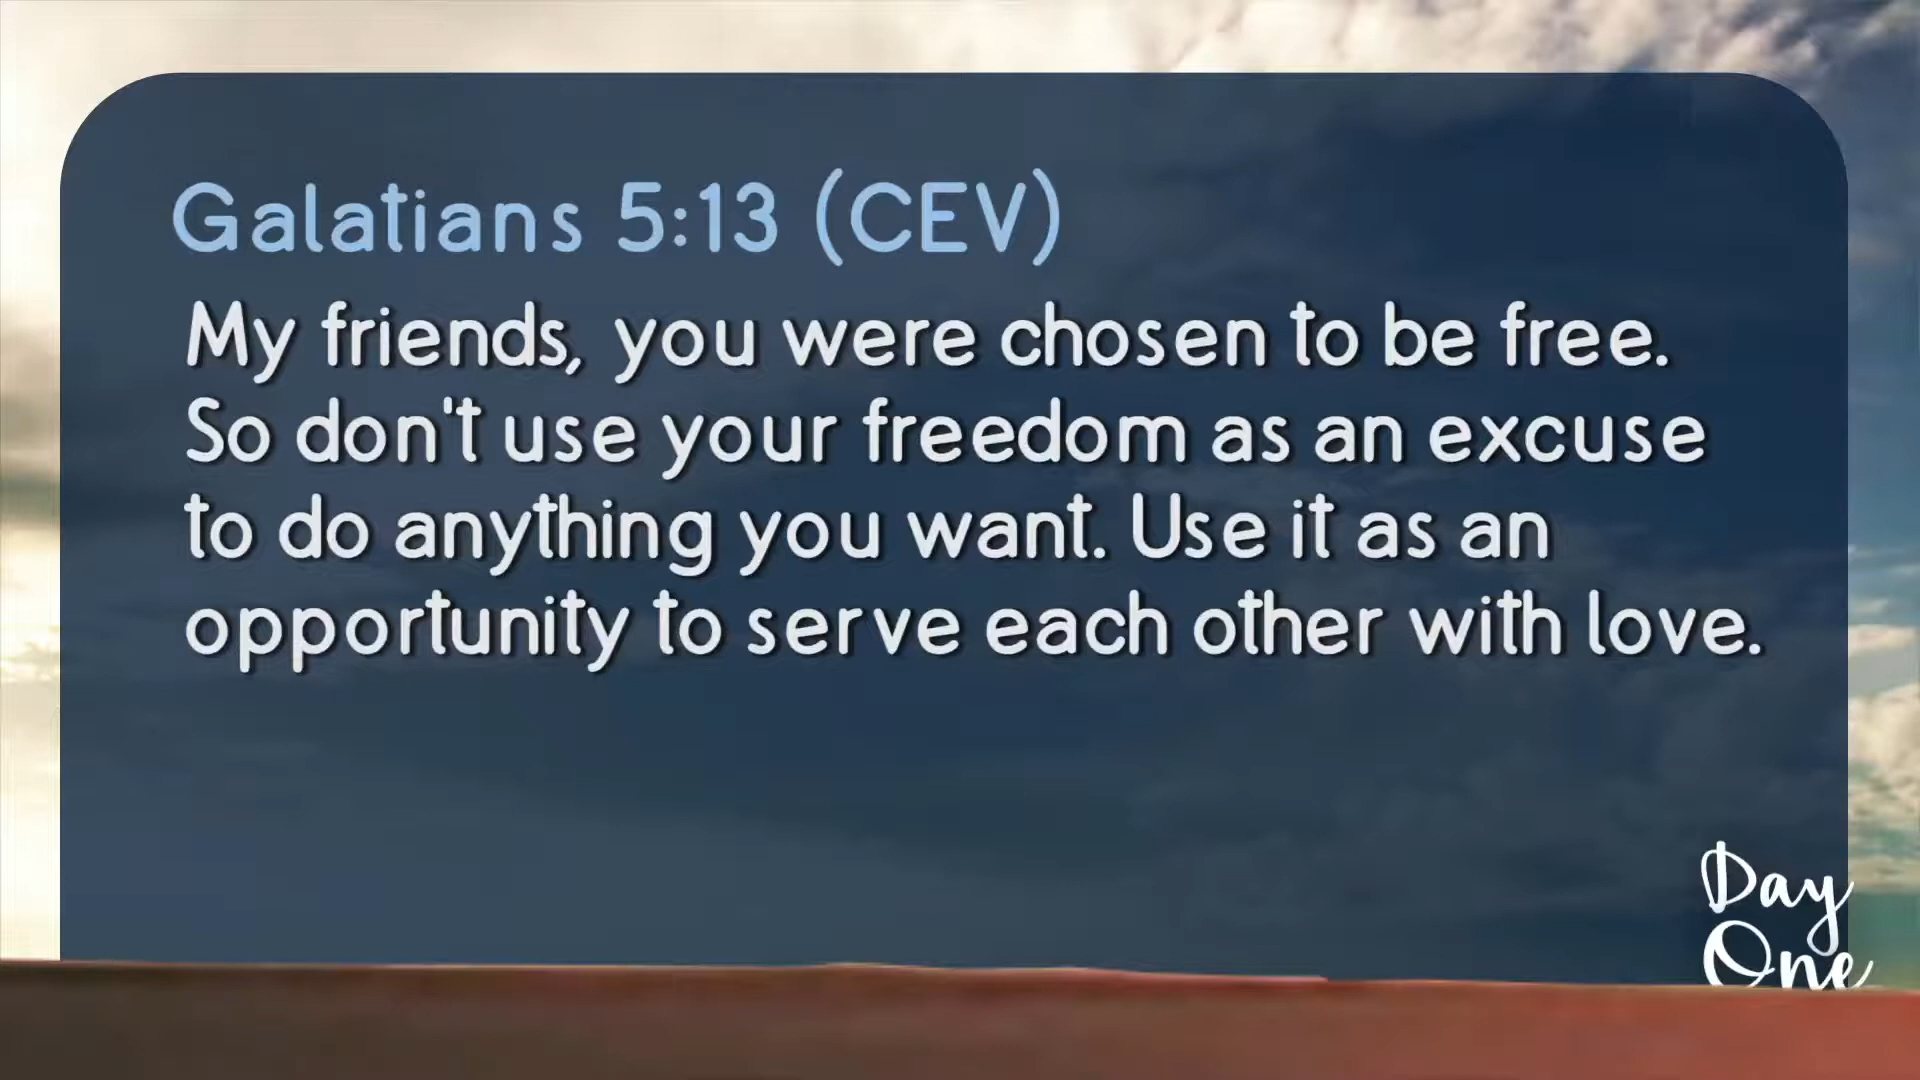 Galatians 5:13 (CEV)
My friends, you were chosen to be free.
So don't use your freedom as an excuse
to do anything you want. Use it as an
opportunity to serve each other with love.
Day
One